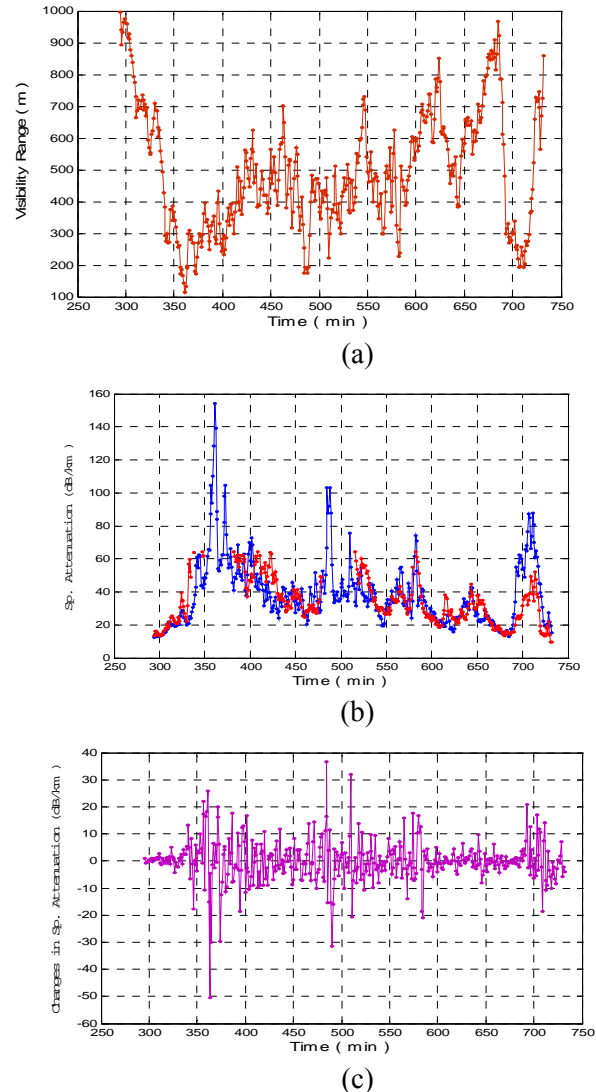 1000
900
800
700
600
500
400
300
200
100
Visibility Range ( m )
250 300 350 400 450 500 550 600 650 700 750
Time ( min )
(a)
160
140
120
100
80
60
40
20
0
Sp. Attenuation (dB/km )
250 300 350 400 450 500 550 600 650 700 750
Time ( min )
(b)
40
30
20
10
0
-10
-20
-30
-40
-50
-60
Changes in Sp. Attenuation (dB/km )
250 300 350 400 450 500 550 600 650 700 750
Time ( min )
(c)